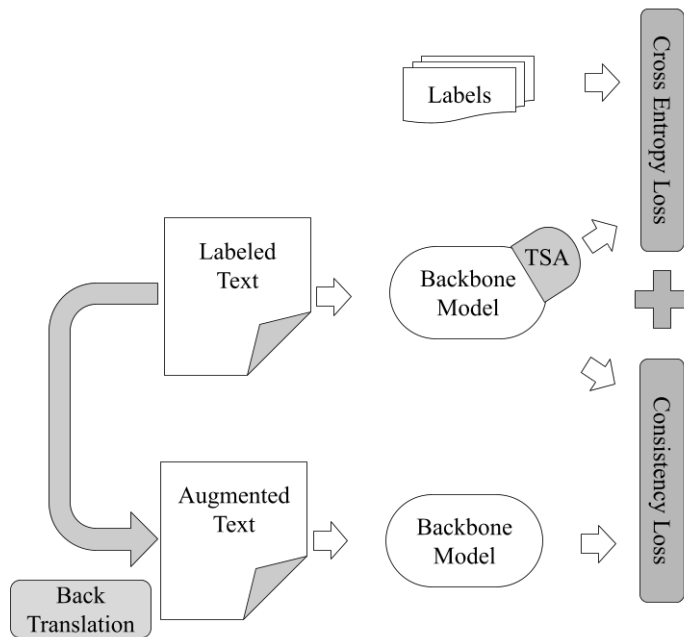 Labels
Cross Entropy Loss
Labeled
Text
TSA
Backbone
Model
Augmented
Text
Backbone
Model
Consistency Loss
Back
Translation